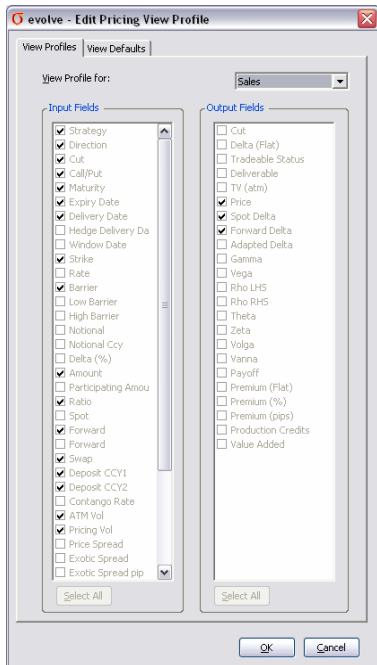 evolve - Edit Pricing View Profile
View Profiles
View Defaults
View Profile for:
Sales
Input Fields
Strategy
Direction
Cut
Call/Put
Maturity
Expiry Date
Delivery Date
Hedge Delivery Da
Window Date
Strike
Rate
Barrier
Low Barrier
High Barrier
Notional
Notional Ccy
Delta (%)
Amount
Participating Amou
Ratio
Spot
Forward
Forward
Swap
Deposit CCY1
Deposit CCY2
Contango Rate
ATM Vol
Pricing Vol
Price Spread
Exotic Spread
Exotic Spread pip
Select All
Output Fields
Cut
Delta (Flat)
Tradeable Status
Deliverable
TV (atm)
Price
Spot Delta
Forward Delta
Adapted Delta
Gamma
Vega
Rho LHS
Rho RHS
Theta
Zeta
Volga
Vanna
Payoff
Premium (Flat)
Premium (%)
Premium (pips)
Production Credits
Value Added
Select All
OK
Cancel